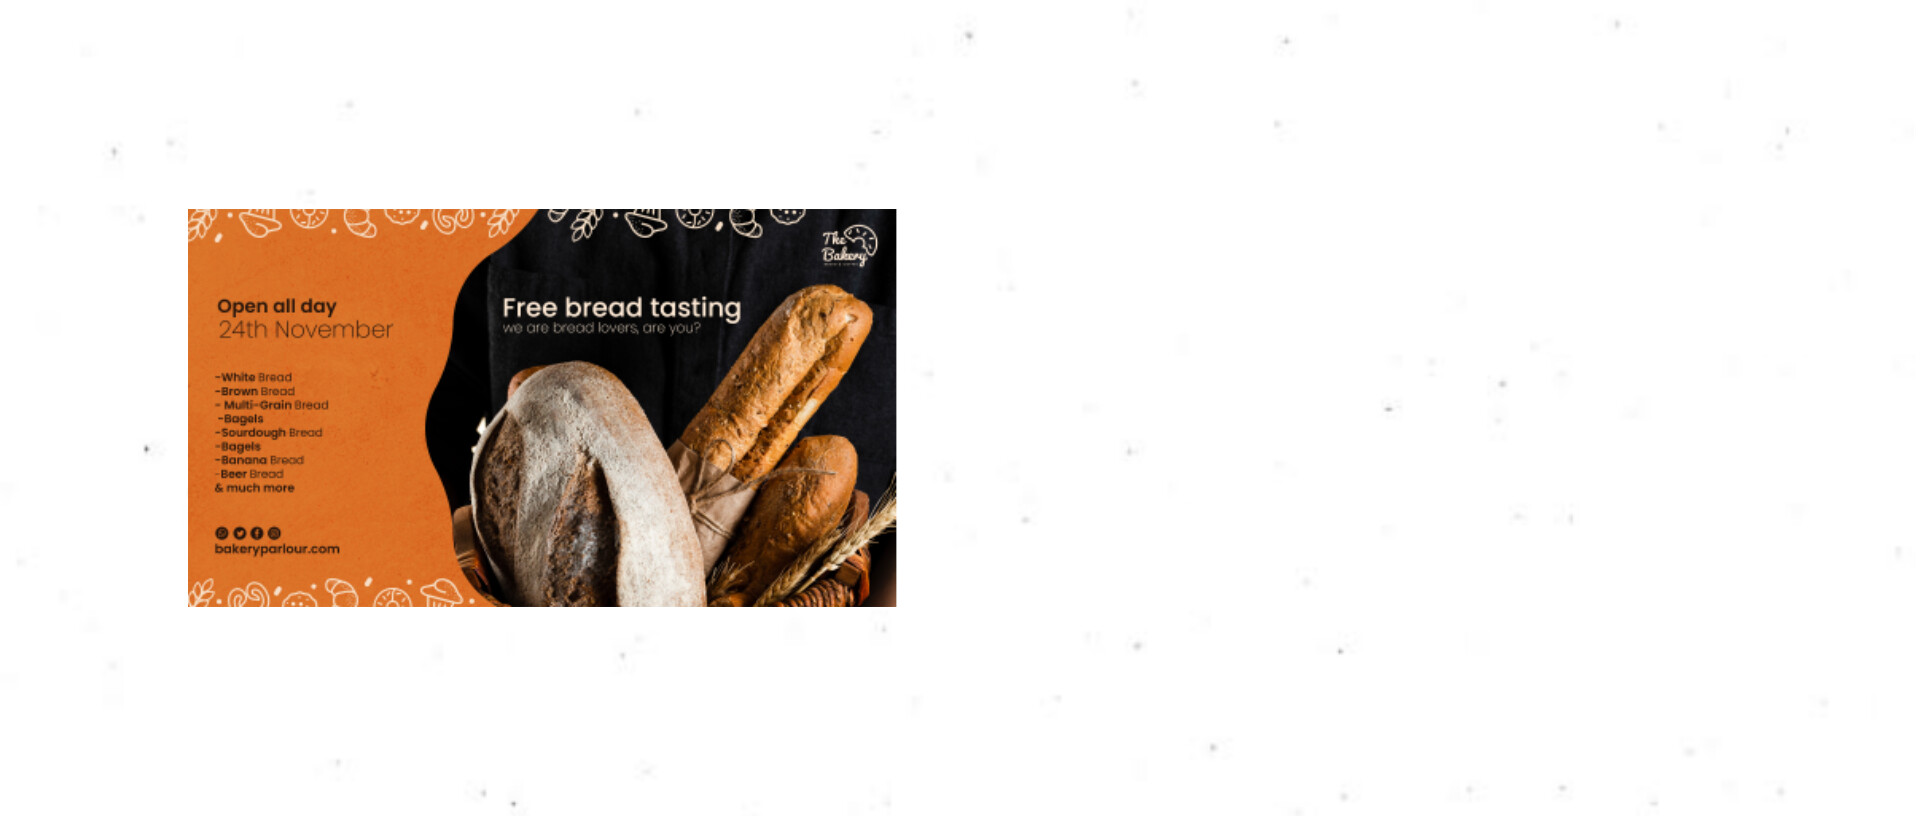 The
Bakery
Open all day
24th November
Free bread tasting
we are bread lovers, are you?
-White Bread
-Brown Bread
- Multi-Grain Bread
-Bagels
-Sourdough Bread
-Bagels
-Banana Bread
-Beer Bread
& much more
bakeryparlour.com